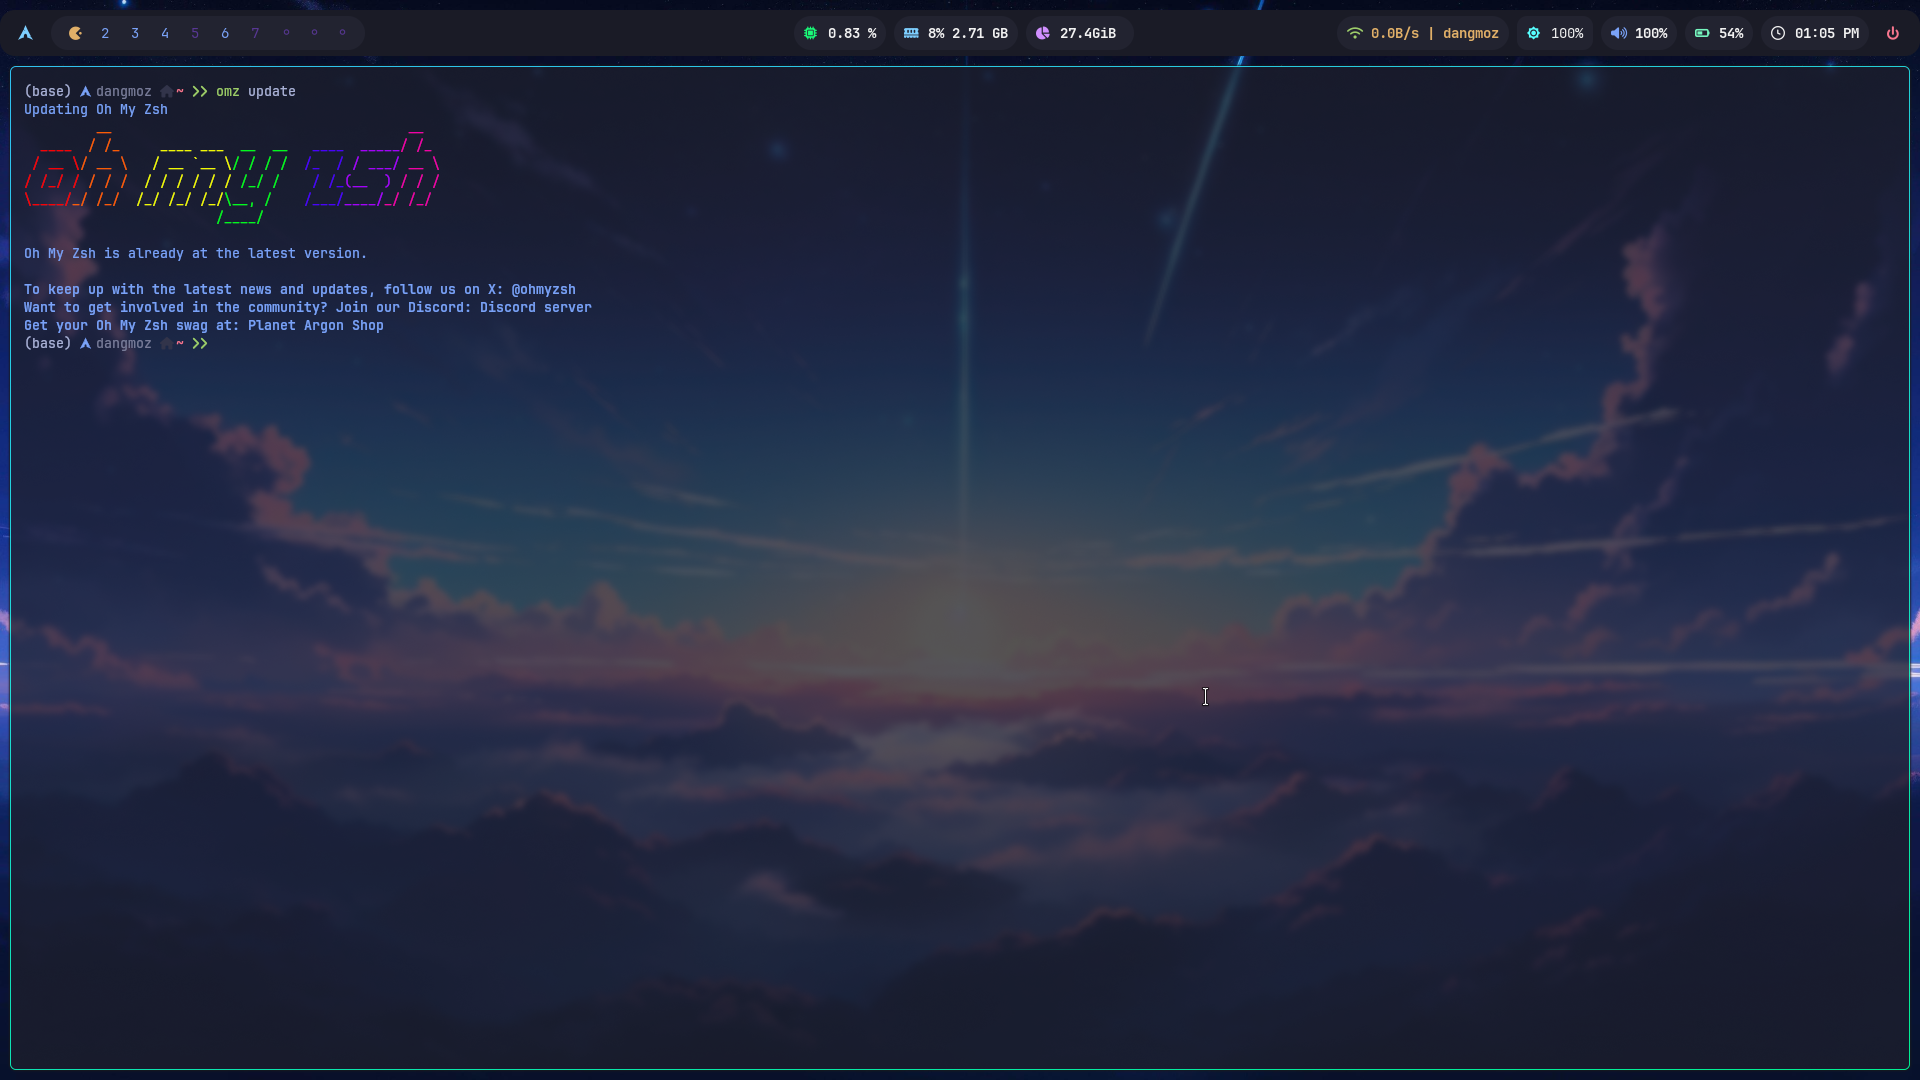 2 3 4 5 6 7 0.83 % 8% 2.71 GB 27.4GiB 0.0B/s | dangmoz 100% 100% 54% 01:05 PM
(base) dangmoz ~ >> omz update
Updating Oh My Zsh
oh my zsh
Oh My Zsh is already at the latest version.
To keep up with the latest news and updates, follow us on X: @ohmyzsh
Want to get involved in the community? Join our Discord: Discord server
Get your Oh My Zsh swag at: Planet Argon Shop
(base) dangmoz ~ >>